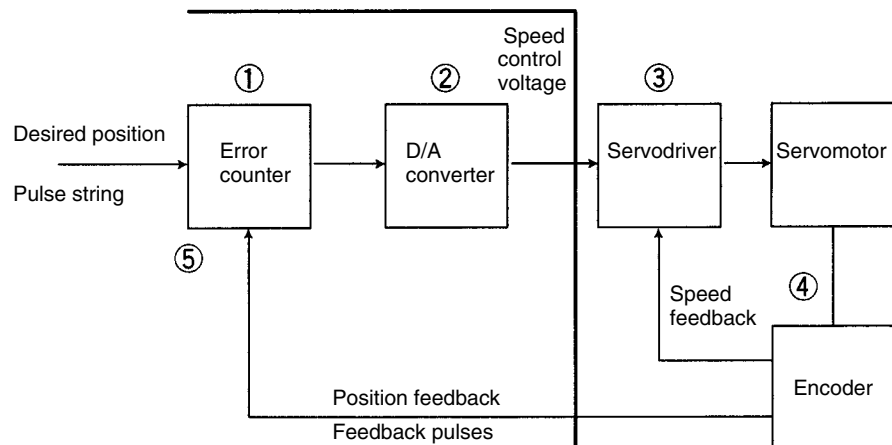 Speed
control
voltage
①
②
③
Desired position
Pulse string
Error
counter
D/A
converter
Servodriver
Servomotor
⑤
④
Speed
feedback
Encoder
Position feedback
Feedback pulses